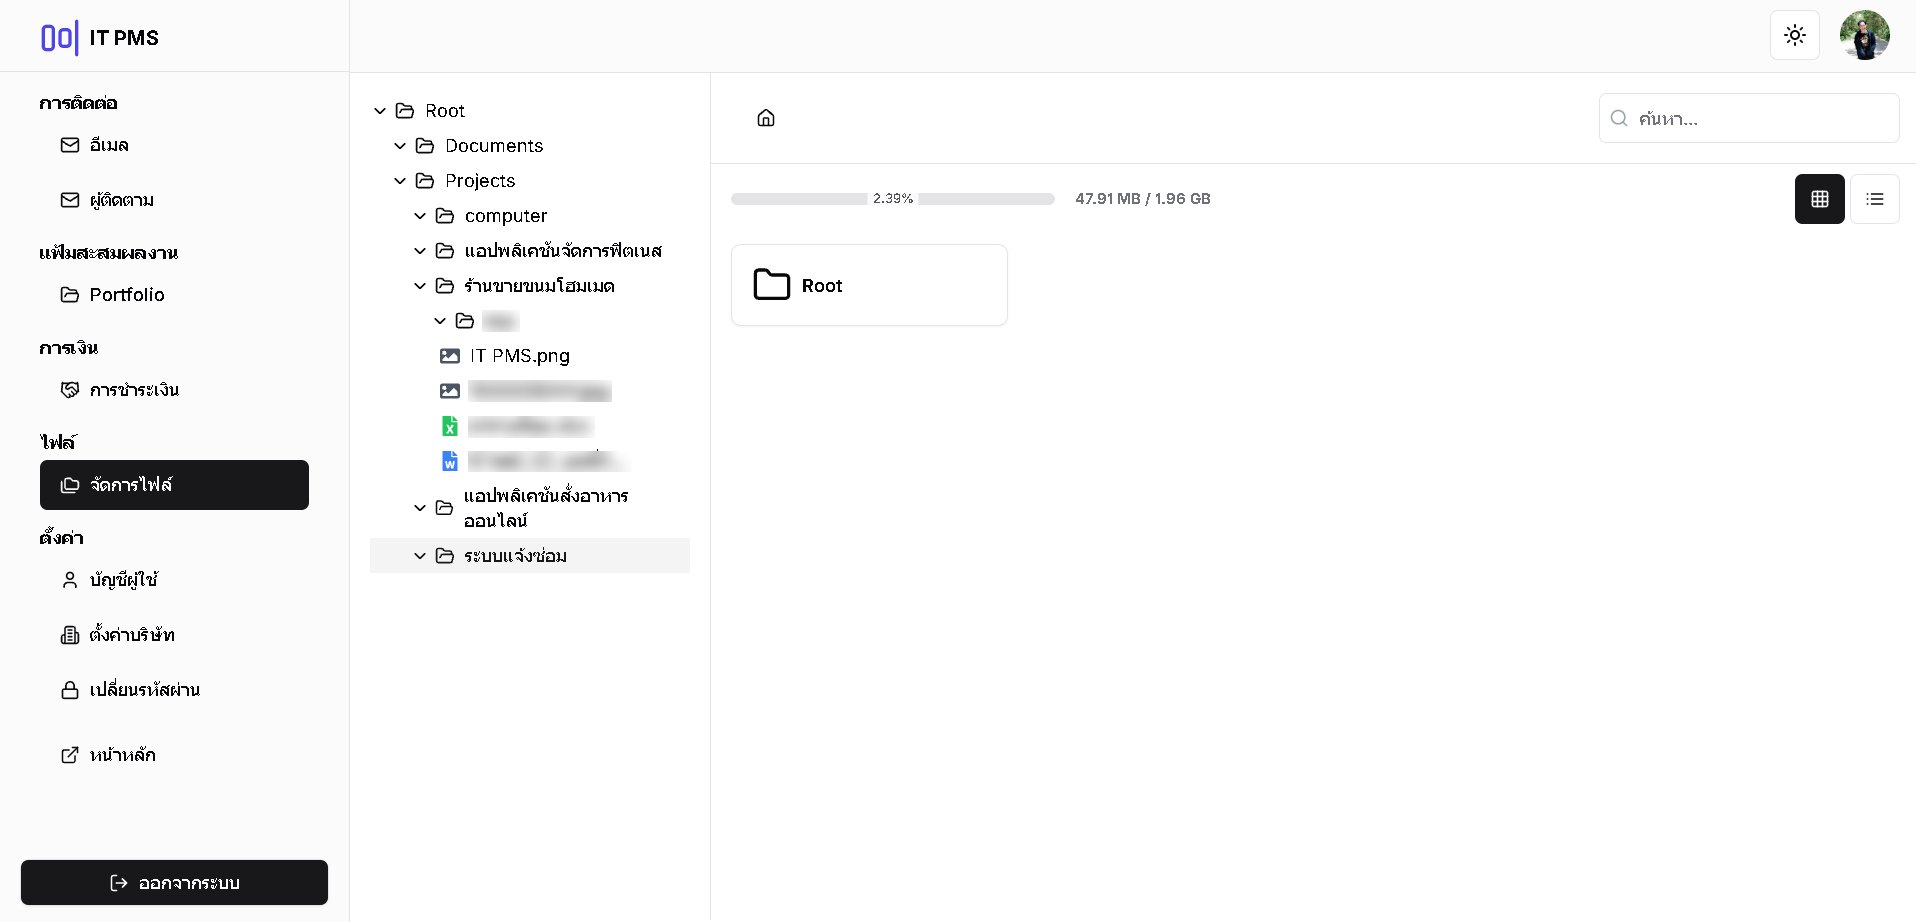 IT PMS
การติดต่อ
อีเมล
ผู้ติดตาม
แฟ้มสะสมผลงาน
Portfolio
การเงิน
การชำระเงิน
ไฟล์
จัดการไฟล์
ตั้งค่า
บัญชีผู้ใช้
ตั้งค่าบริษัท
เปลี่ยนรหัสผ่าน
หน้าหลัก
ออกจากระบบ
Root
Documents
Projects
computer
แอปพลิเคชันจัดการฟิตเนส
ร้านขายขนมโฮมเมด
IT PMS.png
แอปพลิเคชันสั่งอาหาร
ออนไลน์
ระบบแจ้งซ่อม
ค้นหา...
2.39%
47.91 MB / 1.96 GB
Root